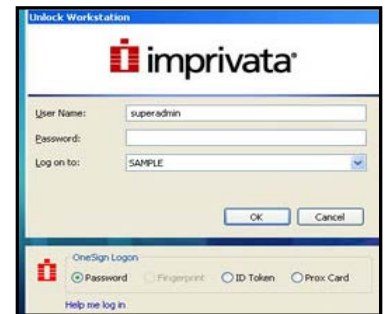 Unlock Workstation
imprivata®
User Name: superadmin
Password:
Log on to: SAMPLE
OK Cancel
OneSign Logon
Password Fingerprint ID Token Prox Card
Help me log in